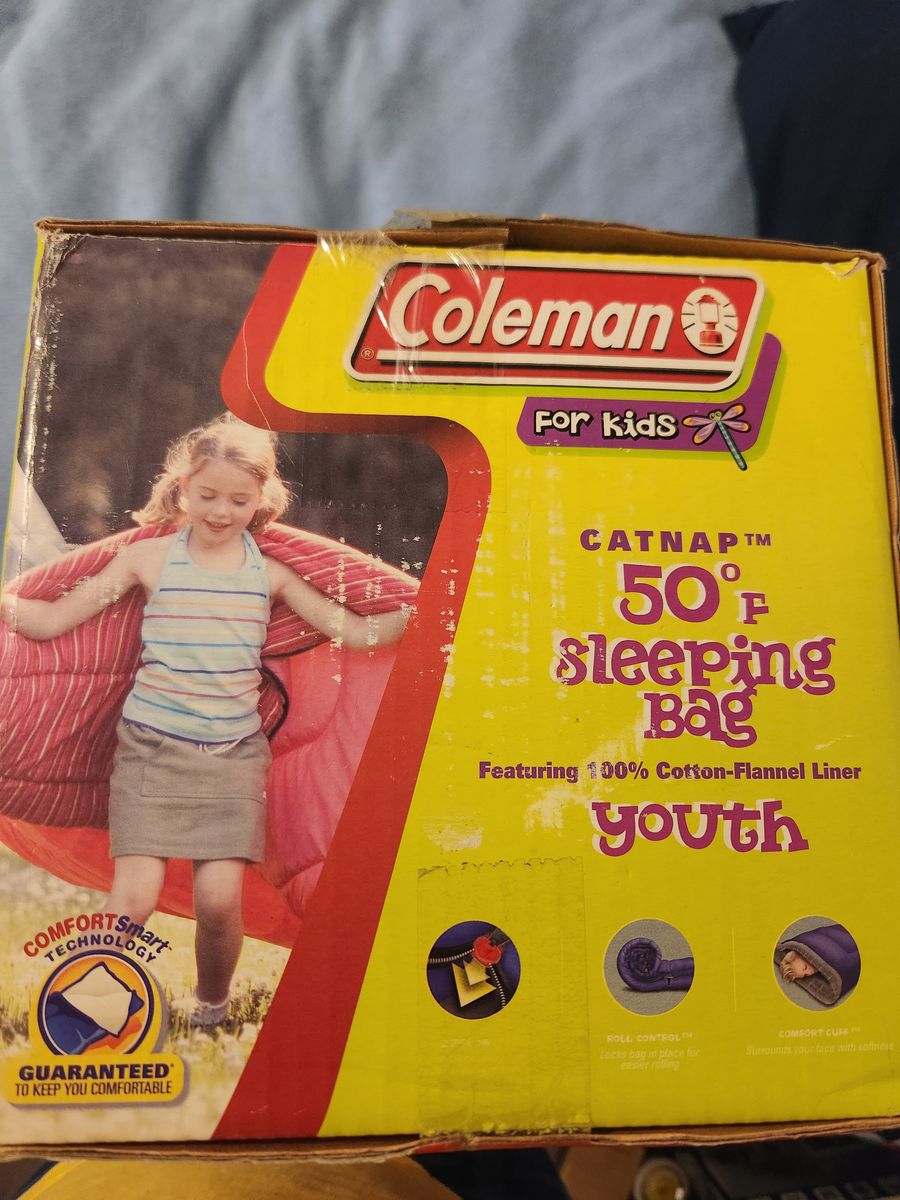 Coleman
®
FOR KiDS
CATNAP™
50°F
Sleeping
Bag
Featuring 100% Cotton-Flannel Liner
youth
COMFORTSmart™
TECHNOLOGY
GUARANTEED*
TO KEEP YOU COMFORTABLE
ROLL CONTROL™
Locks bag in place for
easier rolling
COMFORT CUFF™
Surrounds your face with softness